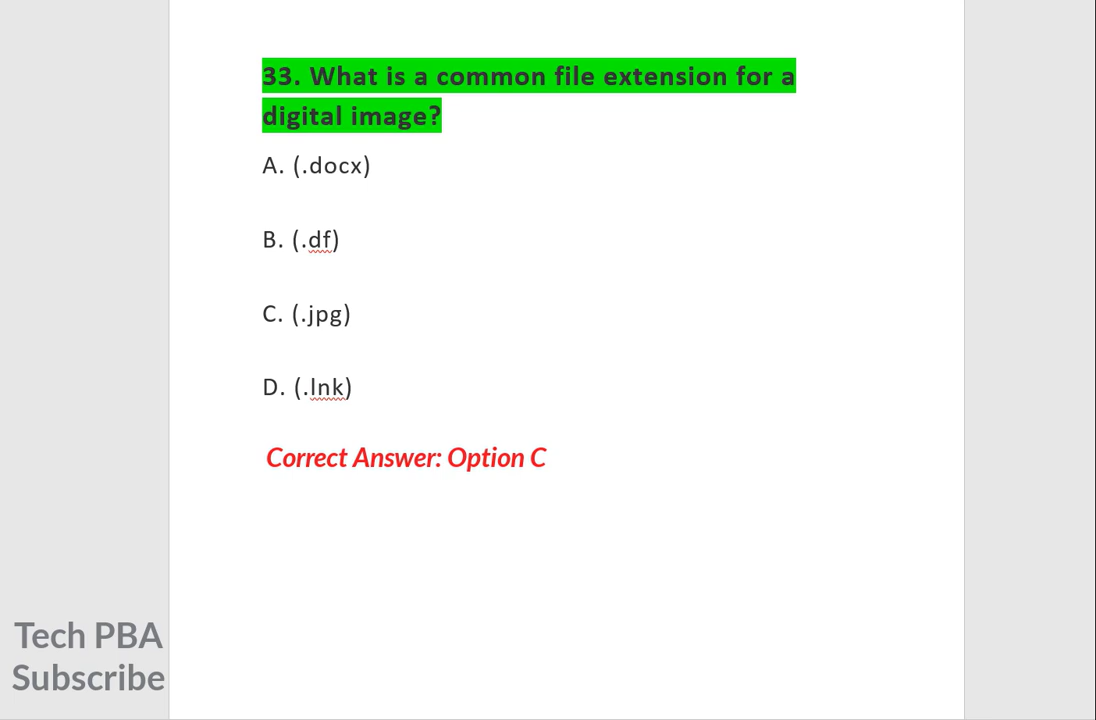 33. What is a common file extension for a
digital image?
A. (.docx)
B. (.df)
C. (.jpg)
D. (.lnk)
Correct Answer: Option C
Tech PBA
Subscribe